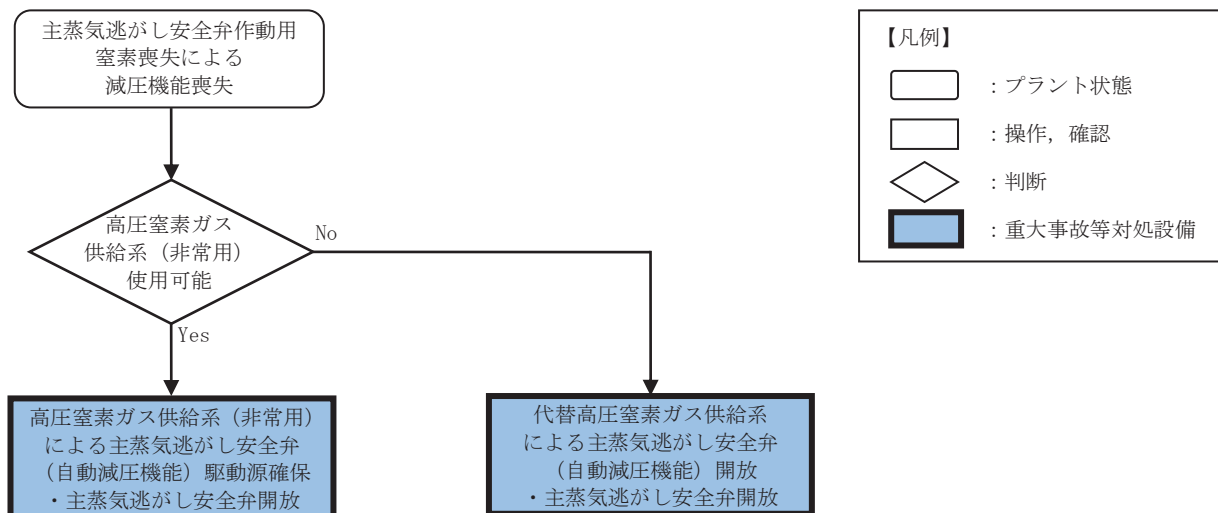 主蒸気逃がし安全弁作動用
窒素喪失による
減圧機能喪失
高圧窒素ガス
供給系（非常用）
使用可能
No
Yes
高圧窒素ガス供給系（非常用）
による主蒸気逃がし安全弁
（自動減圧機能）駆動源確保
・主蒸気逃がし安全弁開放
代替高圧窒素ガス供給系
による主蒸気逃がし安全弁
（自動減圧機能）開放
・主蒸気逃がし安全弁開放
【凡例】
：プラント状態
：操作，確認
：判断
：重大事故等対処設備